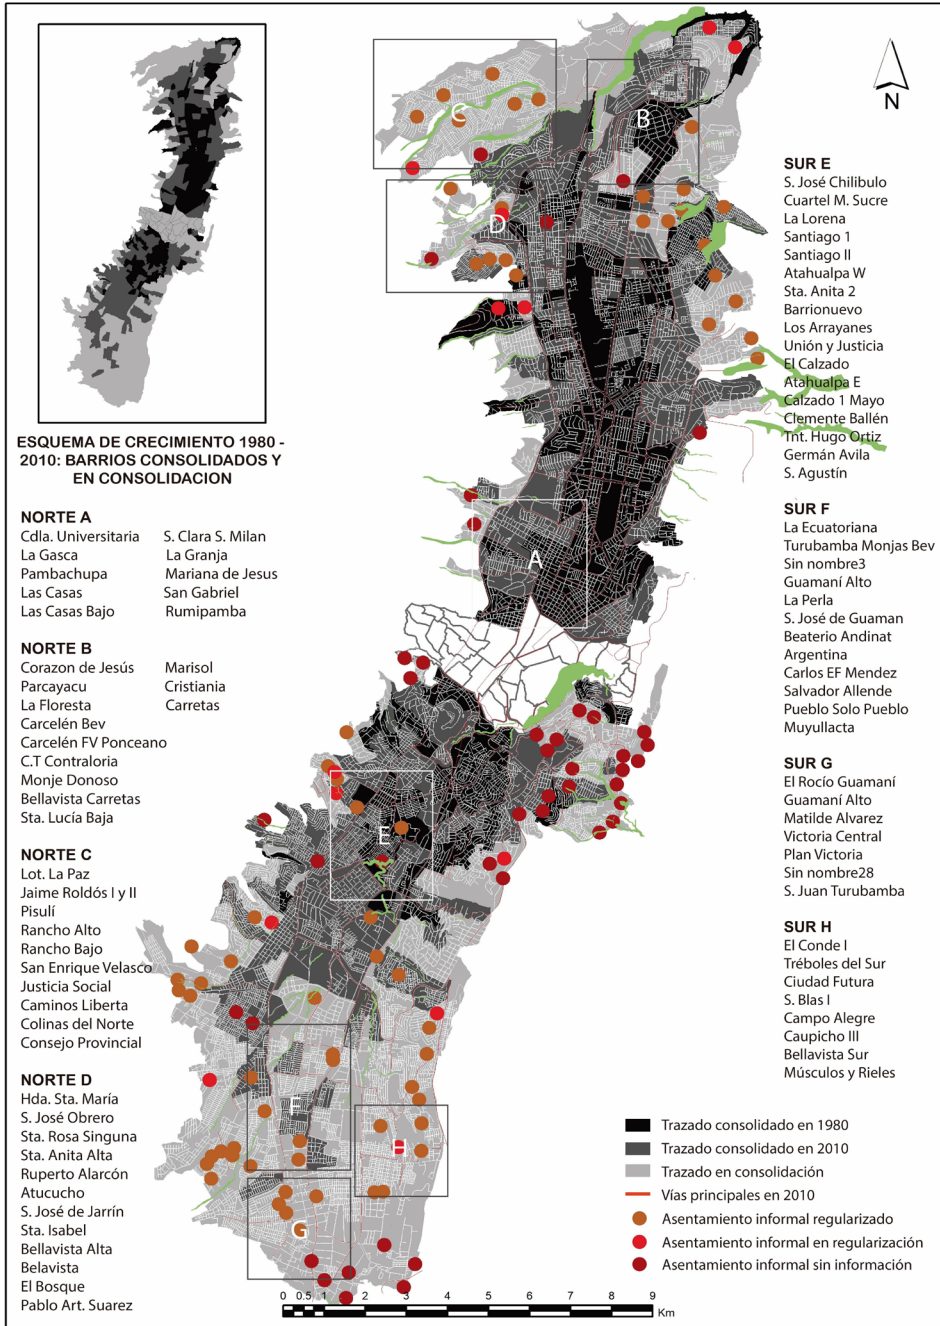 N
C
B
D
A
E
F
H
G
ESQUEMA DE CRECIMIENTO 1980 -
2010: BARRIOS CONSOLIDADOS Y
EN CONSOLIDACION
NORTE A
Cdla. Universitaria S. Clara S. Milan
La Gasca La Granja
Pambachupa Mariana de Jesus
Las Casas San Gabriel
Las Casas Bajo Rumipamba
NORTE B
Corazon de Jesús Marisol
Parcayacu Cristiania
La Floresta Carretas
Carcelén Bev
Carcelén FV Ponceano
C.T Contraloria
Monje Donoso
Bellavista Carretas
Sta. Lucía Baja
NORTE C
Lot. La Paz
Jaime Roldós I y II
Pisulí
Rancho Alto
Rancho Bajo
San Enrique Velasco
Justicia Social
Caminos Liberta
Colinas del Norte
Consejo Provincial
NORTE D
Hda. Sta. María
S. José Obrero
Sta. Rosa Singuna
Sta. Anita Alta
Ruperto Alarcón
Atucucho
S. José de Jarrín
Sta. Isabel
Bellavista Alta
Belavista
El Bosque
Pablo Art. Suarez
SUR E
S. José Chilibulo
Cuartel M. Sucre
La Lorena
Santiago 1
Santiago II
Atahualpa W
Sta. Anita 2
Barrionuevo
Los Arrayanes
Unión y Justicia
El Calzado
Atahualpa E
Calzado 1 Mayo
Clemente Ballén
Tnt. Hugo Ortiz
Germán Avila
S. Agustín
SUR F
La Ecuatoriana
Turubamba Monjas Bev
Sin nombre3
Guamaní Alto
La Perla
S. José de Guaman
Beaterio Andinat
Argentina
Carlos EF Mendez
Salvador Allende
Pueblo Solo Pueblo
Muyullacta
SUR G
El Rocío Guamaní
Guamaní Alto
Matilde Alvarez
Victoria Central
Plan Victoria
Sin nombre28
S. Juan Turubamba
SUR H
El Conde I
Tréboles del Sur
Ciudad Futura
S. Blas I
Campo Alegre
Caupicho III
Bellavista Sur
Músculos y Rieles
Trazado consolidado en 1980
Trazado consolidado en 2010
Trazado en consolidación
Vías principales en 2010
Asentamiento informal regularizado
Asentamiento informal en regularización
Asentamiento informal sin información
0 0.5 1 2 3 4 5 6 7 8 9
Km